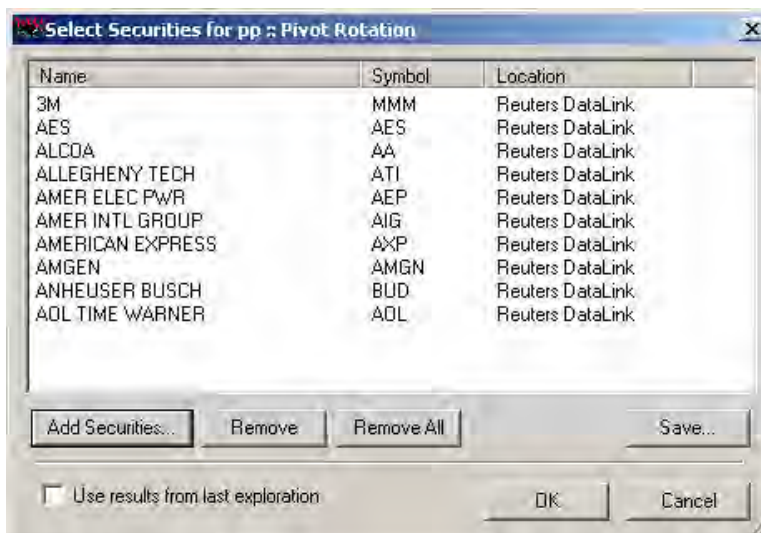 Select Securities for pp :: Pivot Rotation
Name Symbol Location
3M MMM Reuters DataLink
AES AES Reuters DataLink
ALCOA AA Reuters DataLink
ALLEGHENY TECH ATI Reuters DataLink
AMER ELEC PWR AEP Reuters DataLink
AMER INTL GROUP AIG Reuters DataLink
AMERICAN EXPRESS AXP Reuters DataLink
AMGEN AMGN Reuters DataLink
ANHEUSER BUSCH BUD Reuters DataLink
AOL TIME WARNER AOL Reuters DataLink
Add Securities... Remove Remove All Save...
Use results from last exploration OK Cancel